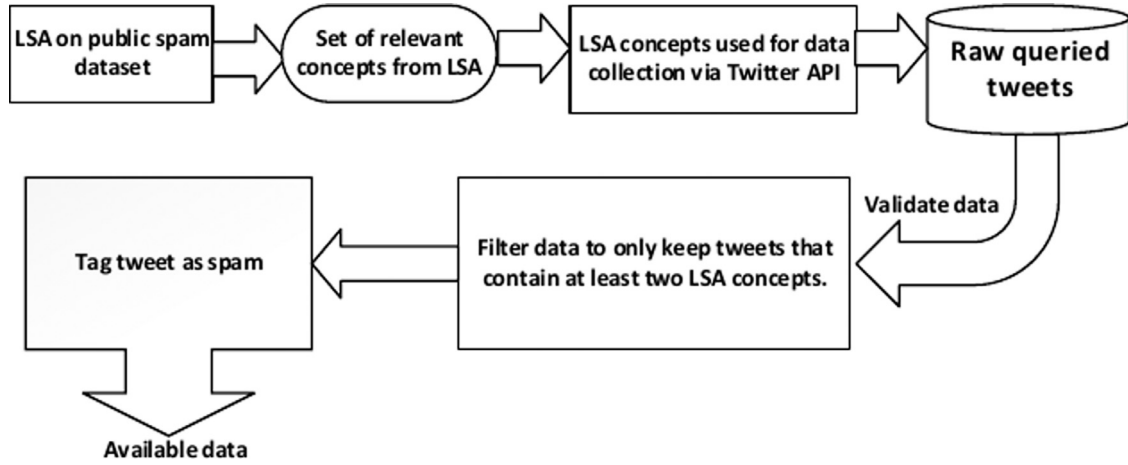 LSA on public spam
dataset
Set of relevant
concepts from LSA
LSA concepts used for data
collection via Twitter API
Raw queried
tweets
Validate data
Filter data to only keep tweets that
contain at least two LSA concepts.
Tag tweet as spam
Available data